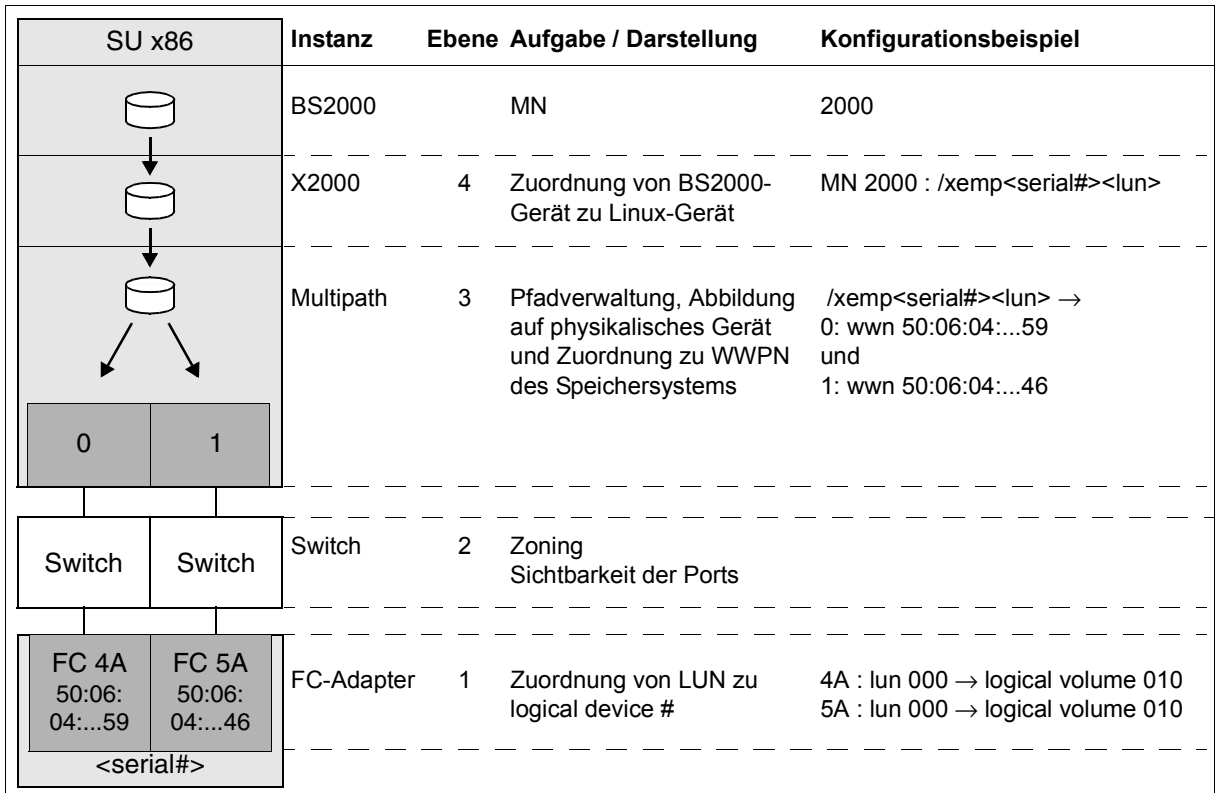 SU x86
Instanz Ebene Aufgabe / Darstellung Konfigurationsbeispiel
BS2000 MN 2000
X2000 4 Zuordnung von BS2000- MN 2000 : /xemp<serial#><lun>
Gerät zu Linux-Gerät
Multipath 3 Pfadverwaltung, Abbildung /xemp<serial#><lun> →
auf physikalisches Gerät 0: wwn 50:06:04:...59
und Zuordnung zu WWPN und
des Speichersystems 1: wwn 50:06:04:...46
0 1
Switch Switch
Switch 2 Zoning
Sichtbarkeit der Ports
FC 4A FC 5A
50:06: 50:06:
04:...59 04:...46
<serial#>
FC-Adapter 1 Zuordnung von LUN zu 4A : lun 000 → logical volume 010
logical device # 5A : lun 000 → logical volume 010